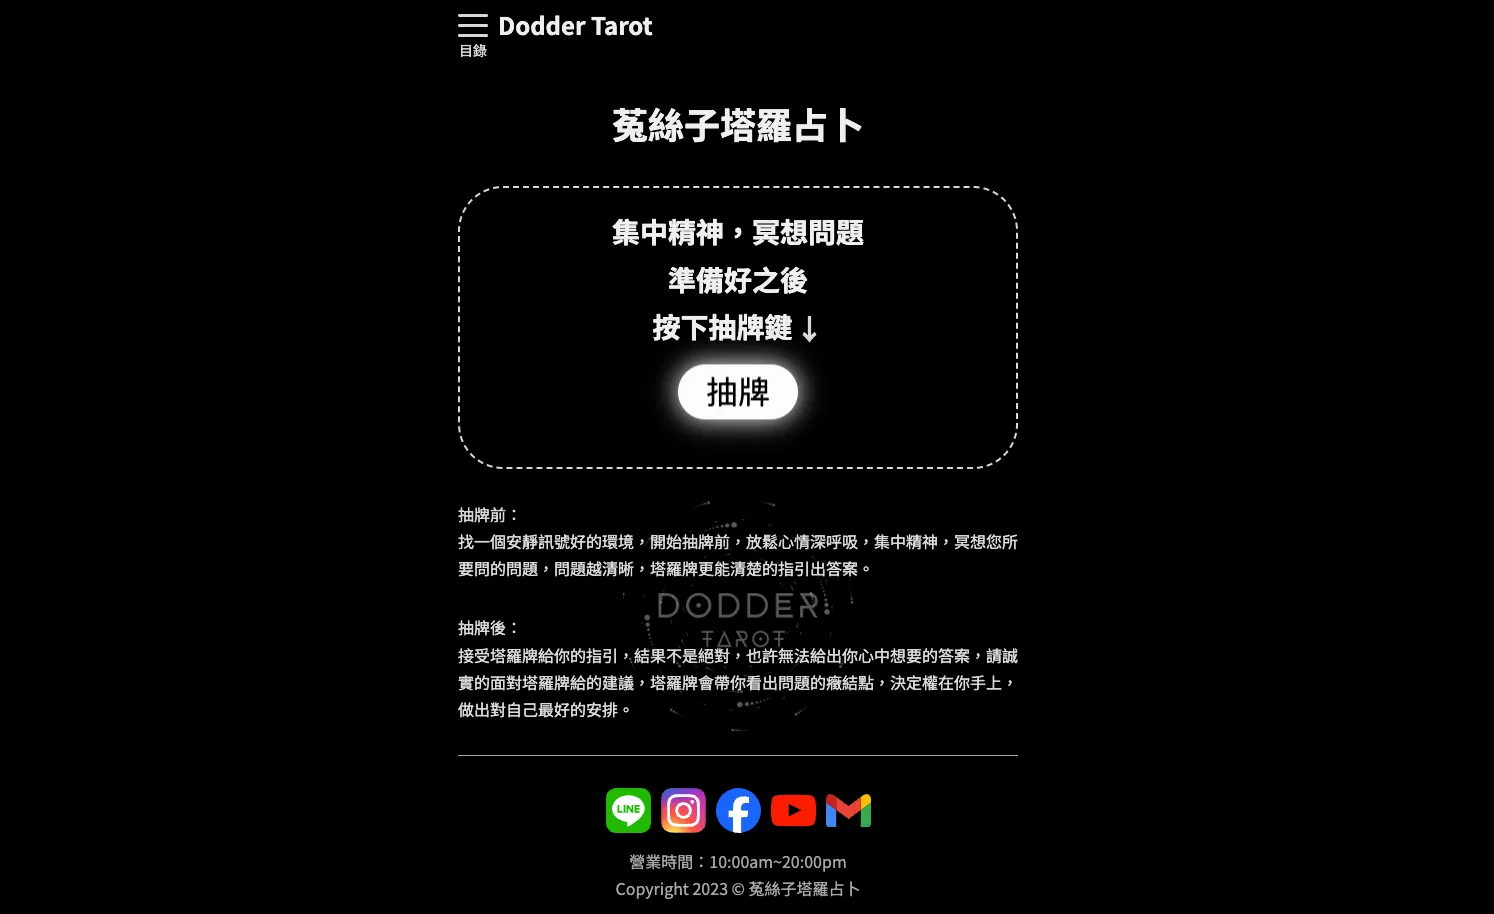 Dodder Tarot
目錄
菟絲子塔羅占卜
集中精神，冥想問題
準備好之後
按下抽牌鍵 ↓
抽牌
抽牌前：
找一個安靜訊號好的環境，開始抽牌前，放鬆心情深呼吸，集中精神，冥想您所
要問的問題，問題越清晰，塔羅牌更能清楚的指引出答案。
DODDER
TAROT
抽牌後：
接受塔羅牌給你的指引，結果不是絕對，也許無法給出你心中想要的答案，請誠
實的面對塔羅牌給的建議，塔羅牌會帶你看出問題的癥結點，決定權在你手上，
做出對自己最好的安排。
LINE
營業時間：10:00am~20:00pm
Copyright 2023 © 菟絲子塔羅占卜